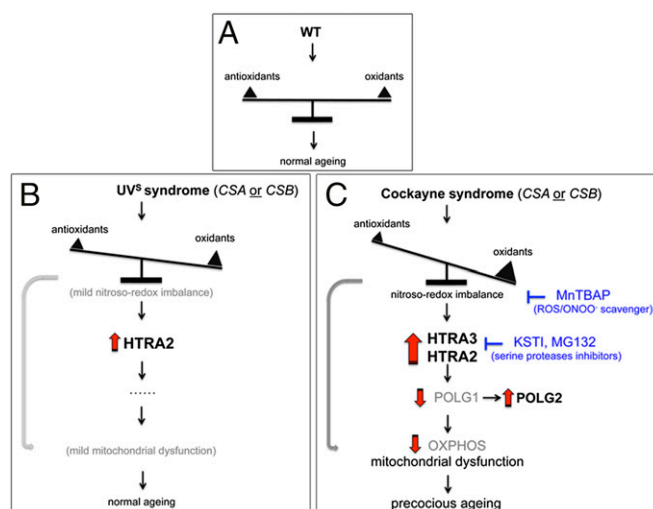 A
WT
antioxidants
oxidants
normal ageing
B
UVS syndrome (CSA or CSB)
antioxidants
oxidants
(mild nitroso-redox imbalance)
HTRA2
......
(mild mitochondrial dysfunction)
normal ageing
C
Cockayne syndrome (CSA or CSB)
antioxidants
oxidants
nitroso-redox imbalance
MnTBAP
(ROS/ONOO- scavenger)
HTRA3
HTRA2
KSTI, MG132
(serine proteases inhibitors)
POLG1
POLG2
OXPHOS
mitochondrial dysfunction
precocious ageing